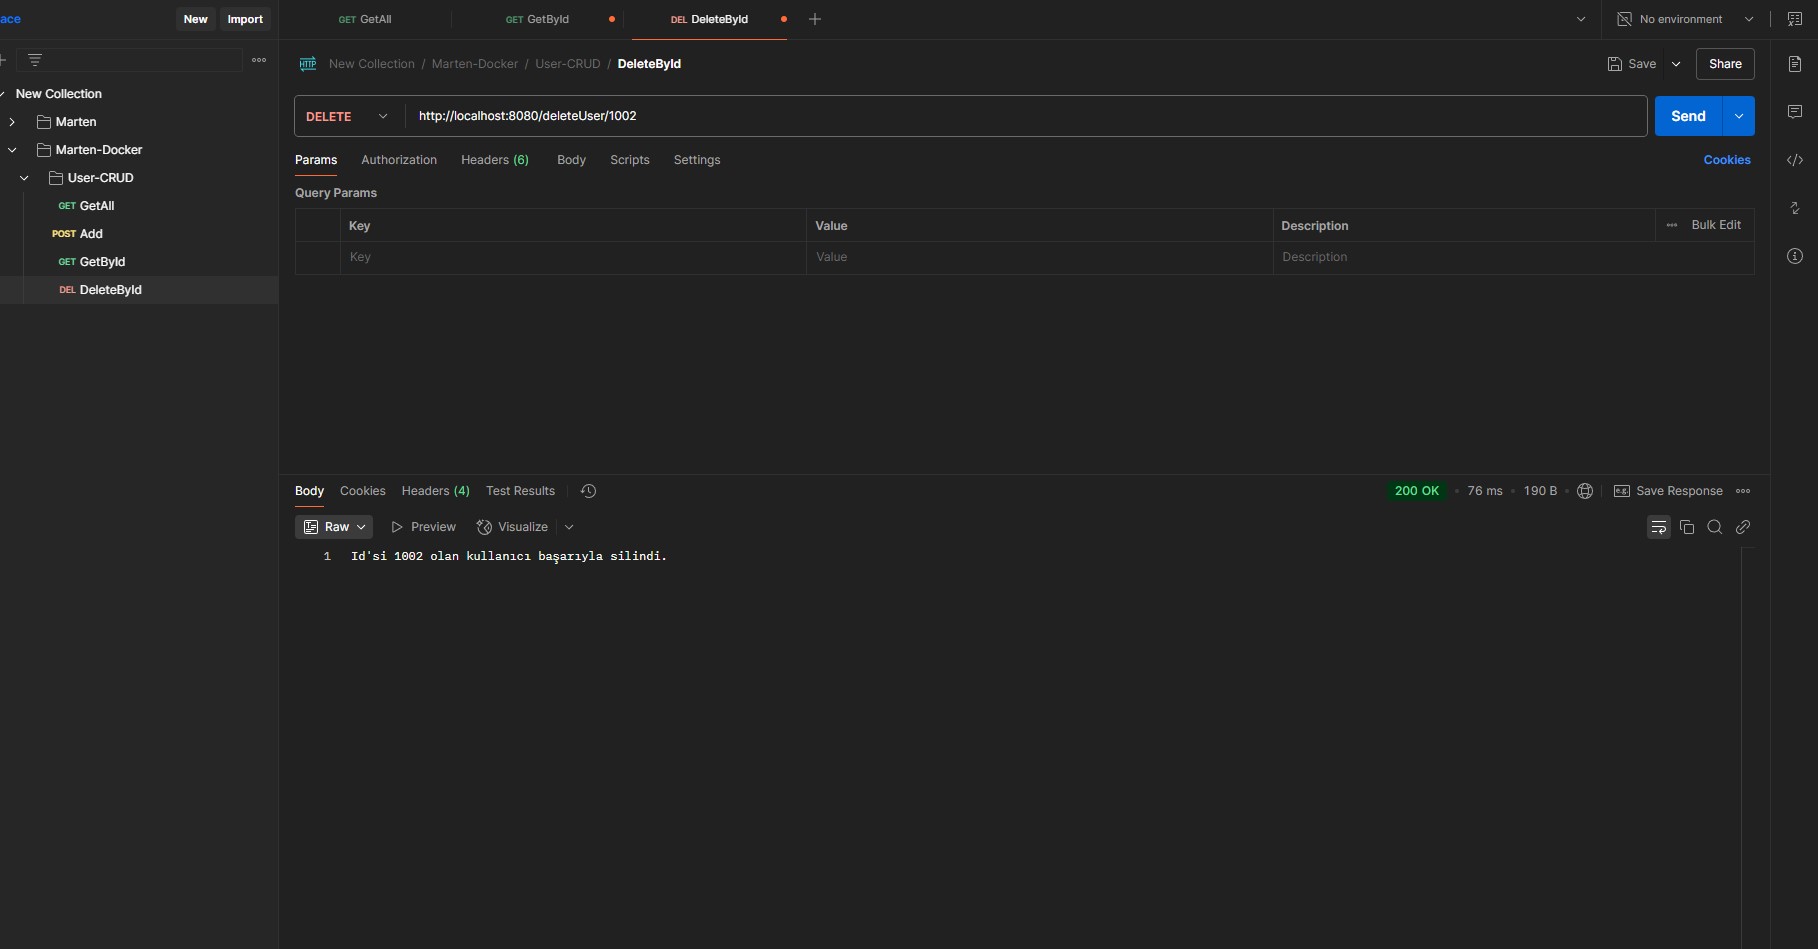 ace
New Import
GET GetAll
GET GetById
DEL DeleteById
No environment
New Collection / Marten-Docker / User-CRUD / DeleteById
Save
Share
New Collection
Marten
Marten-Docker
User-CRUD
GET GetAll
POST Add
GET GetById
DEL DeleteById
DELETE
http://localhost:8080/deleteUser/1002
Send
Params Authorization Headers (6) Body Scripts Settings
Cookies
Query Params
Key Value Description Bulk Edit
Key Value Description
Body Cookies Headers (4) Test Results
200 OK • 76 ms • 190 B •
e.g. Save Response
Raw Preview Visualize
1 Id'si 1002 olan kullanıcı başarıyla silindi.